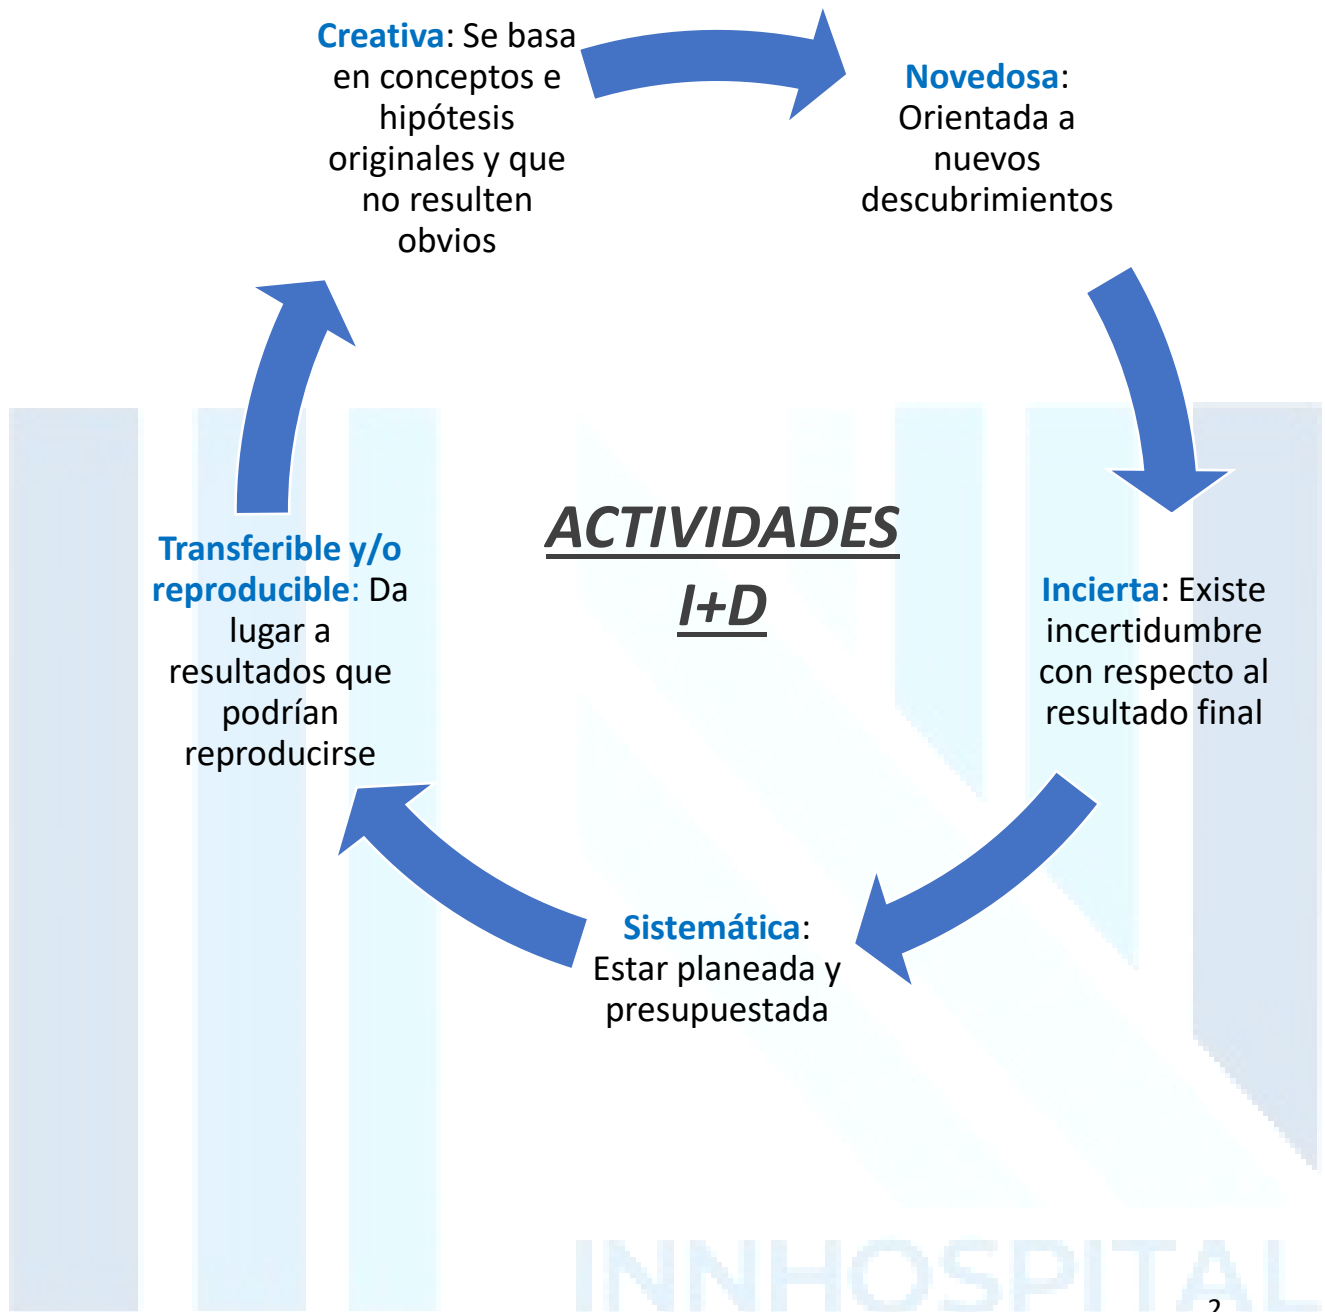 Creativa: Se basa
en conceptos e
hipótesis
originales y que
no resulten
obvios
Novedosa:
Orientada a
nuevos
descubrimientos
Incierta: Existe
incertidumbre
con respecto al
resultado final
Sistemática:
Estar planeada y
presupuestada
Transferible y/o
reproducible: Da
lugar a
resultados que
podrían
reproducirse
ACTIVIDADES
I+D
INNHOSPITAL
2